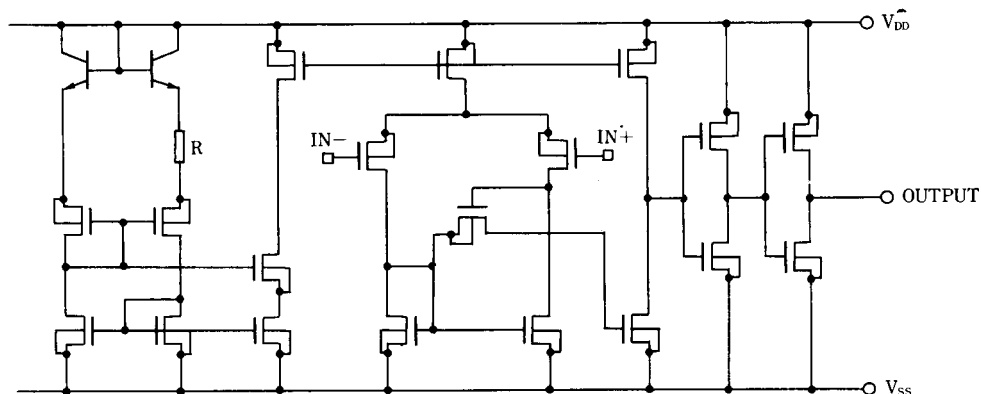 V_DD
IN−
IN+
R
OUTPUT
V_SS